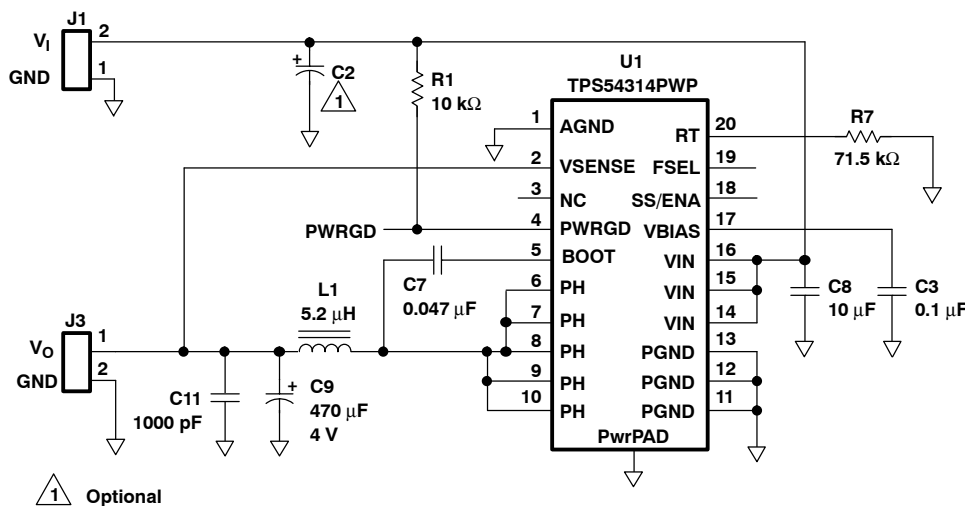 J1
VI
2
GND
1
C2
1
R1
10 kΩ
U1
TPS54314PWP
1 AGND
2 VSENSE
3 NC
4 PWRGD
5 BOOT
6 PH
7 PH
8 PH
9 PH
10 PH
RT 20
FSEL 19
SS/ENA 18
VBIAS 17
VIN 16
VIN 15
VIN 14
PGND 13
PGND 12
PGND 11
PwrPAD
R7
71.5 kΩ
PWRGD
C7
0.047 µF
L1
5.2 µH
C8
10 µF
C3
0.1 µF
J3
VO
1
GND
2
C11
1000 pF
C9
470 µF
4 V
1 Optional